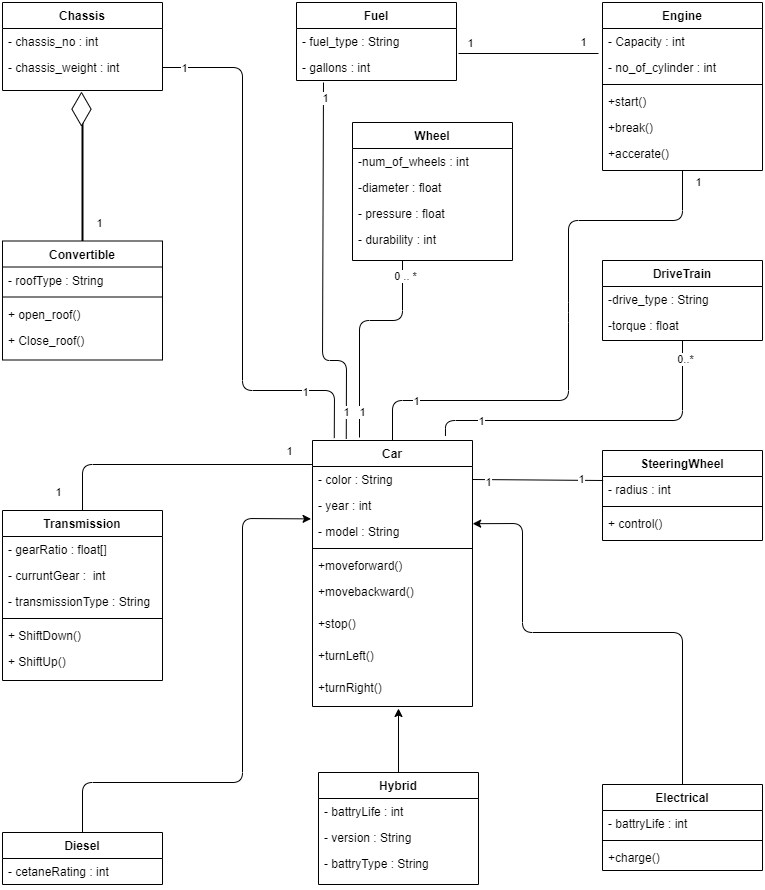 Chassis
- chassis_no : int
- chassis_weight : int
1
Fuel
- fuel_type : String
- gallons : int
1
1
1
Engine
- Capacity : int
- no_of_cylinder : int
+start()
+break()
+accerate()
1
Wheel
-num_of_wheels : int
-diameter : float
- pressure : float
- durability : int
0 .. *
1
Convertible
- roofType : String
+ open_roof()
+ Close_roof()
DriveTrain
-drive_type : String
-torque : float
0..*
1
1
1
1
1
Car
- color : String
- year : int
- model : String
+moveforward()
+movebackward()
+stop()
+turnLeft()
+turnRight()
1
1
Transmission
- gearRatio : float[]
- curruntGear :  int
- transmissionType : String
+ ShiftDown()
+ ShiftUp()
1
1
SteeringWheel
- radius : int
+ control()
Diesel
- cetaneRating : int
Hybrid
- battryLife : int
- version : String
- battryType : String
Electrical
- battryLife : int
+charge()